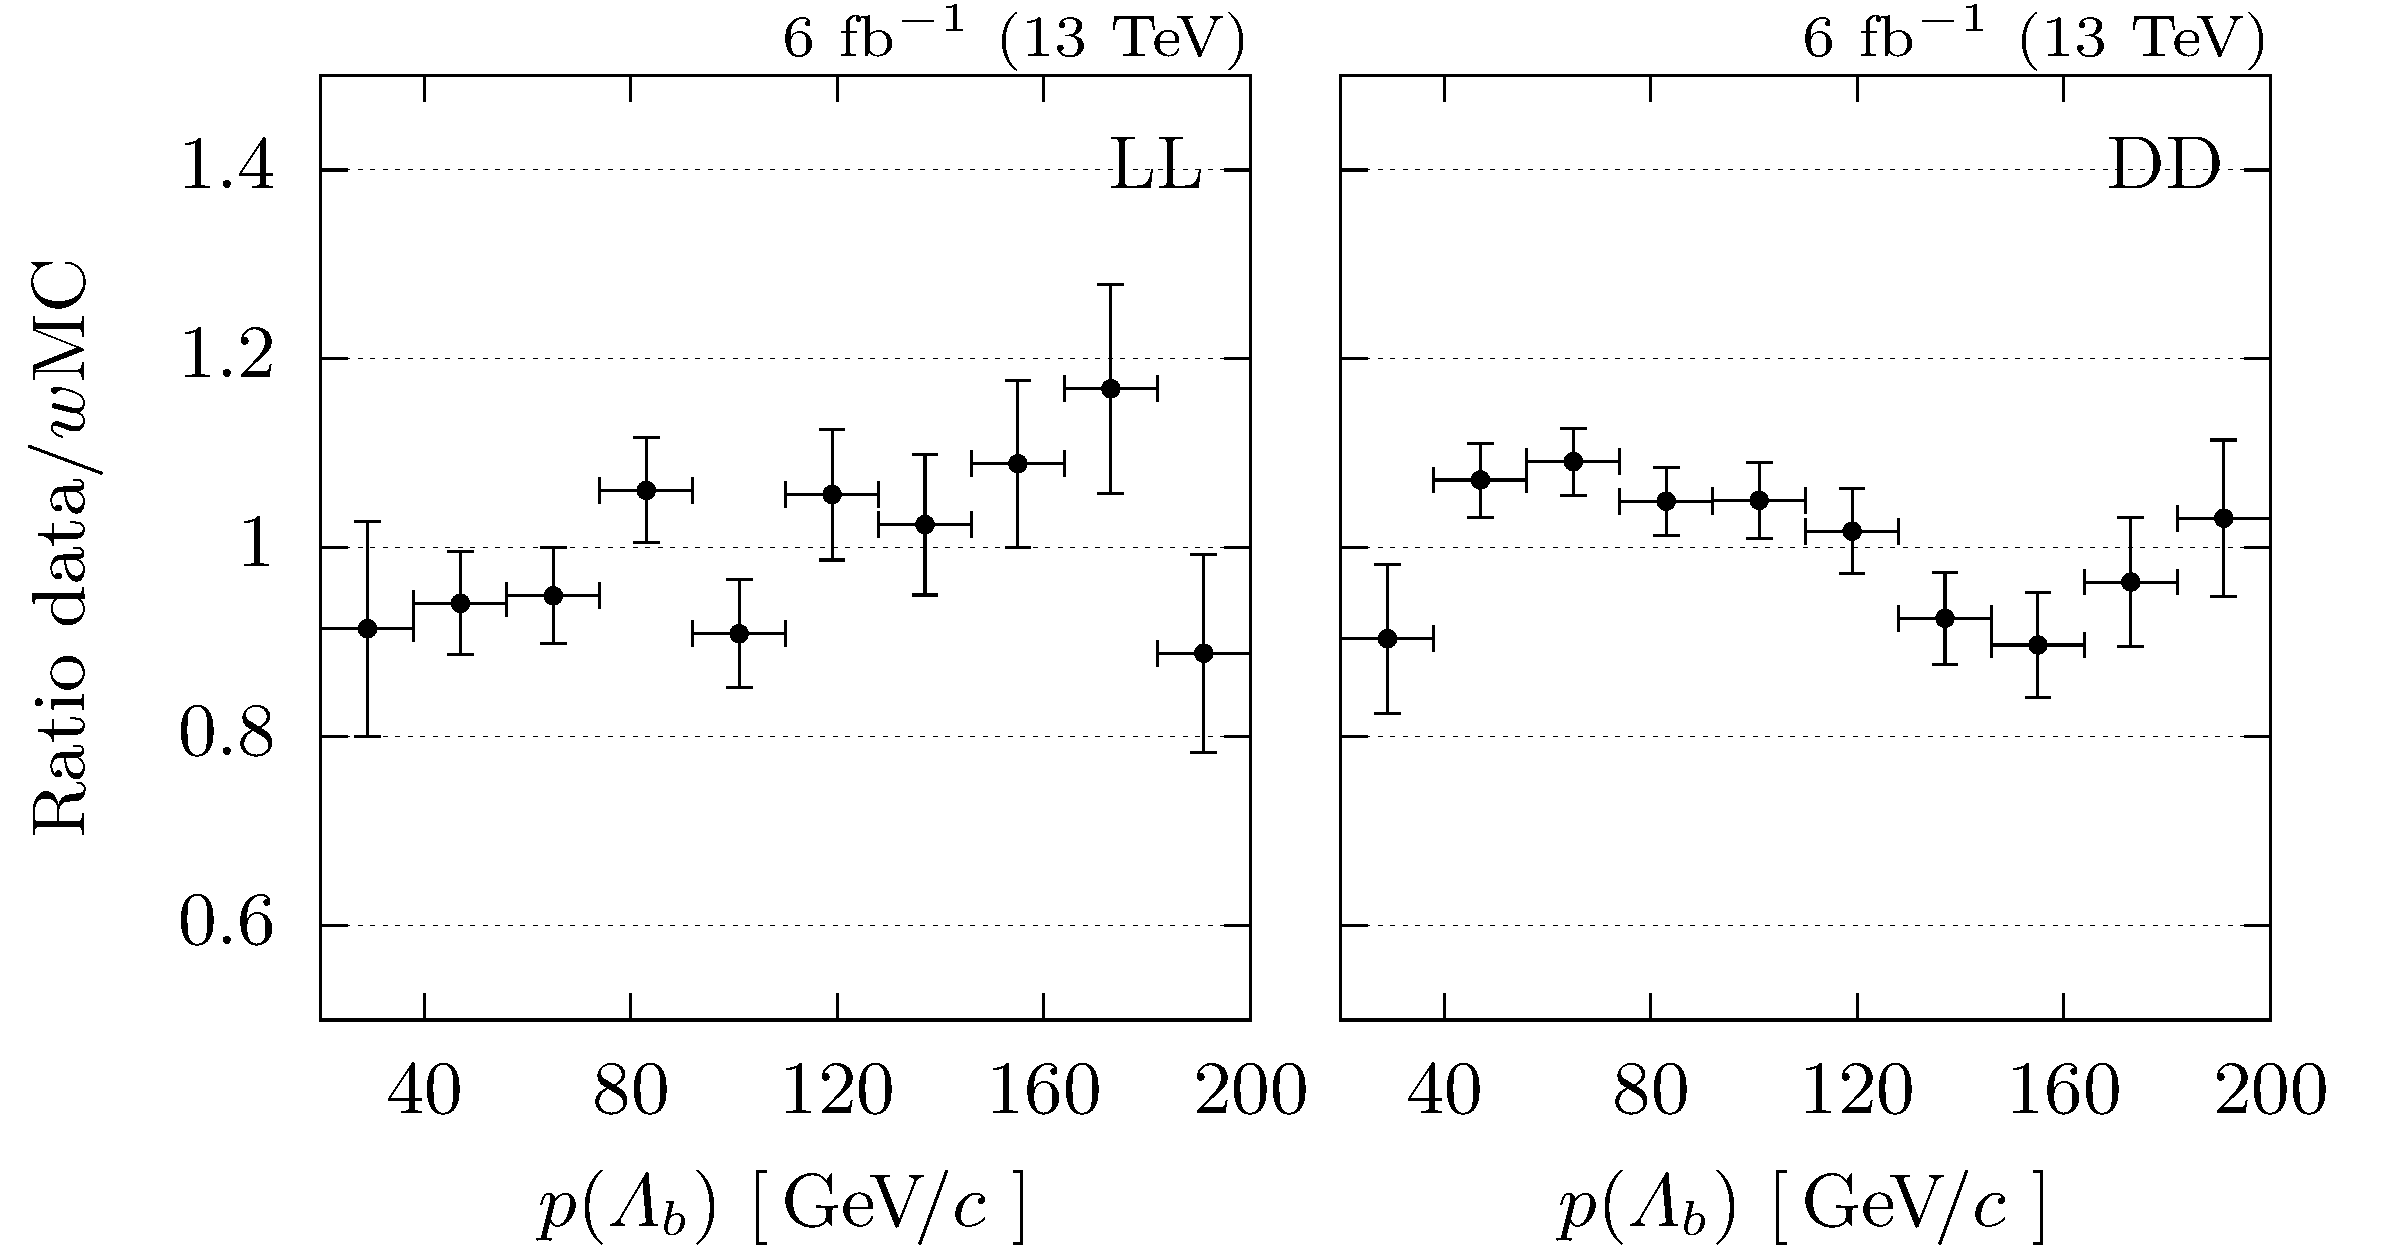 6 fb⁻¹ (13 TeV)
6 fb⁻¹ (13 TeV)
LL
DD
1.4
1.2
1
0.8
0.6
Ratio data/wMC
40 80 120 160 200
40 80 120 160 200
p(Λb) [GeV/c ]
p(Λb) [GeV/c ]